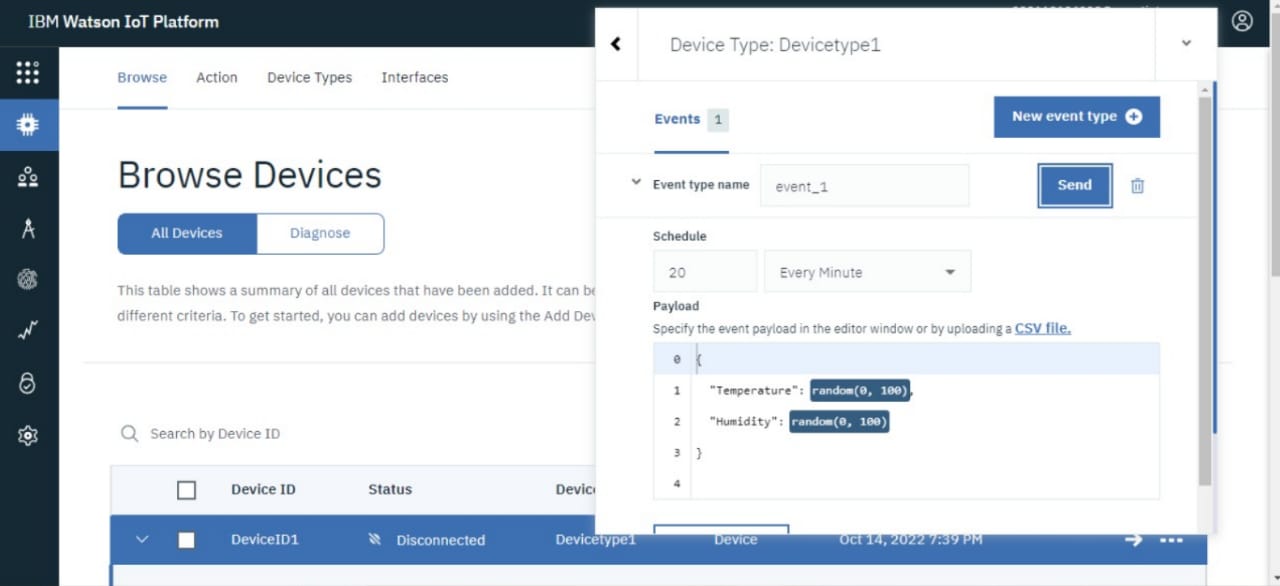 IBM Watson IoT Platform
Browse Action Device Types Interfaces
Browse Devices
All Devices Diagnose
This table shows a summary of all devices that have been added. It can be
different criteria. To get started, you can add devices by using the Add Dev
Search by Device ID
Device ID Status Device
DeviceID1 Disconnected Devicetype1 Device Oct 14, 2022 7:39 PM
Device Type: Devicetype1
Events 1
New event type
Event type name event_1 Send
Schedule
20 Every Minute
Payload
Specify the event payload in the editor window or by uploading a CSV file.
0 {
1 "Temperature": random(0, 100),
2 "Humidity": random(0, 100)
3 }
4